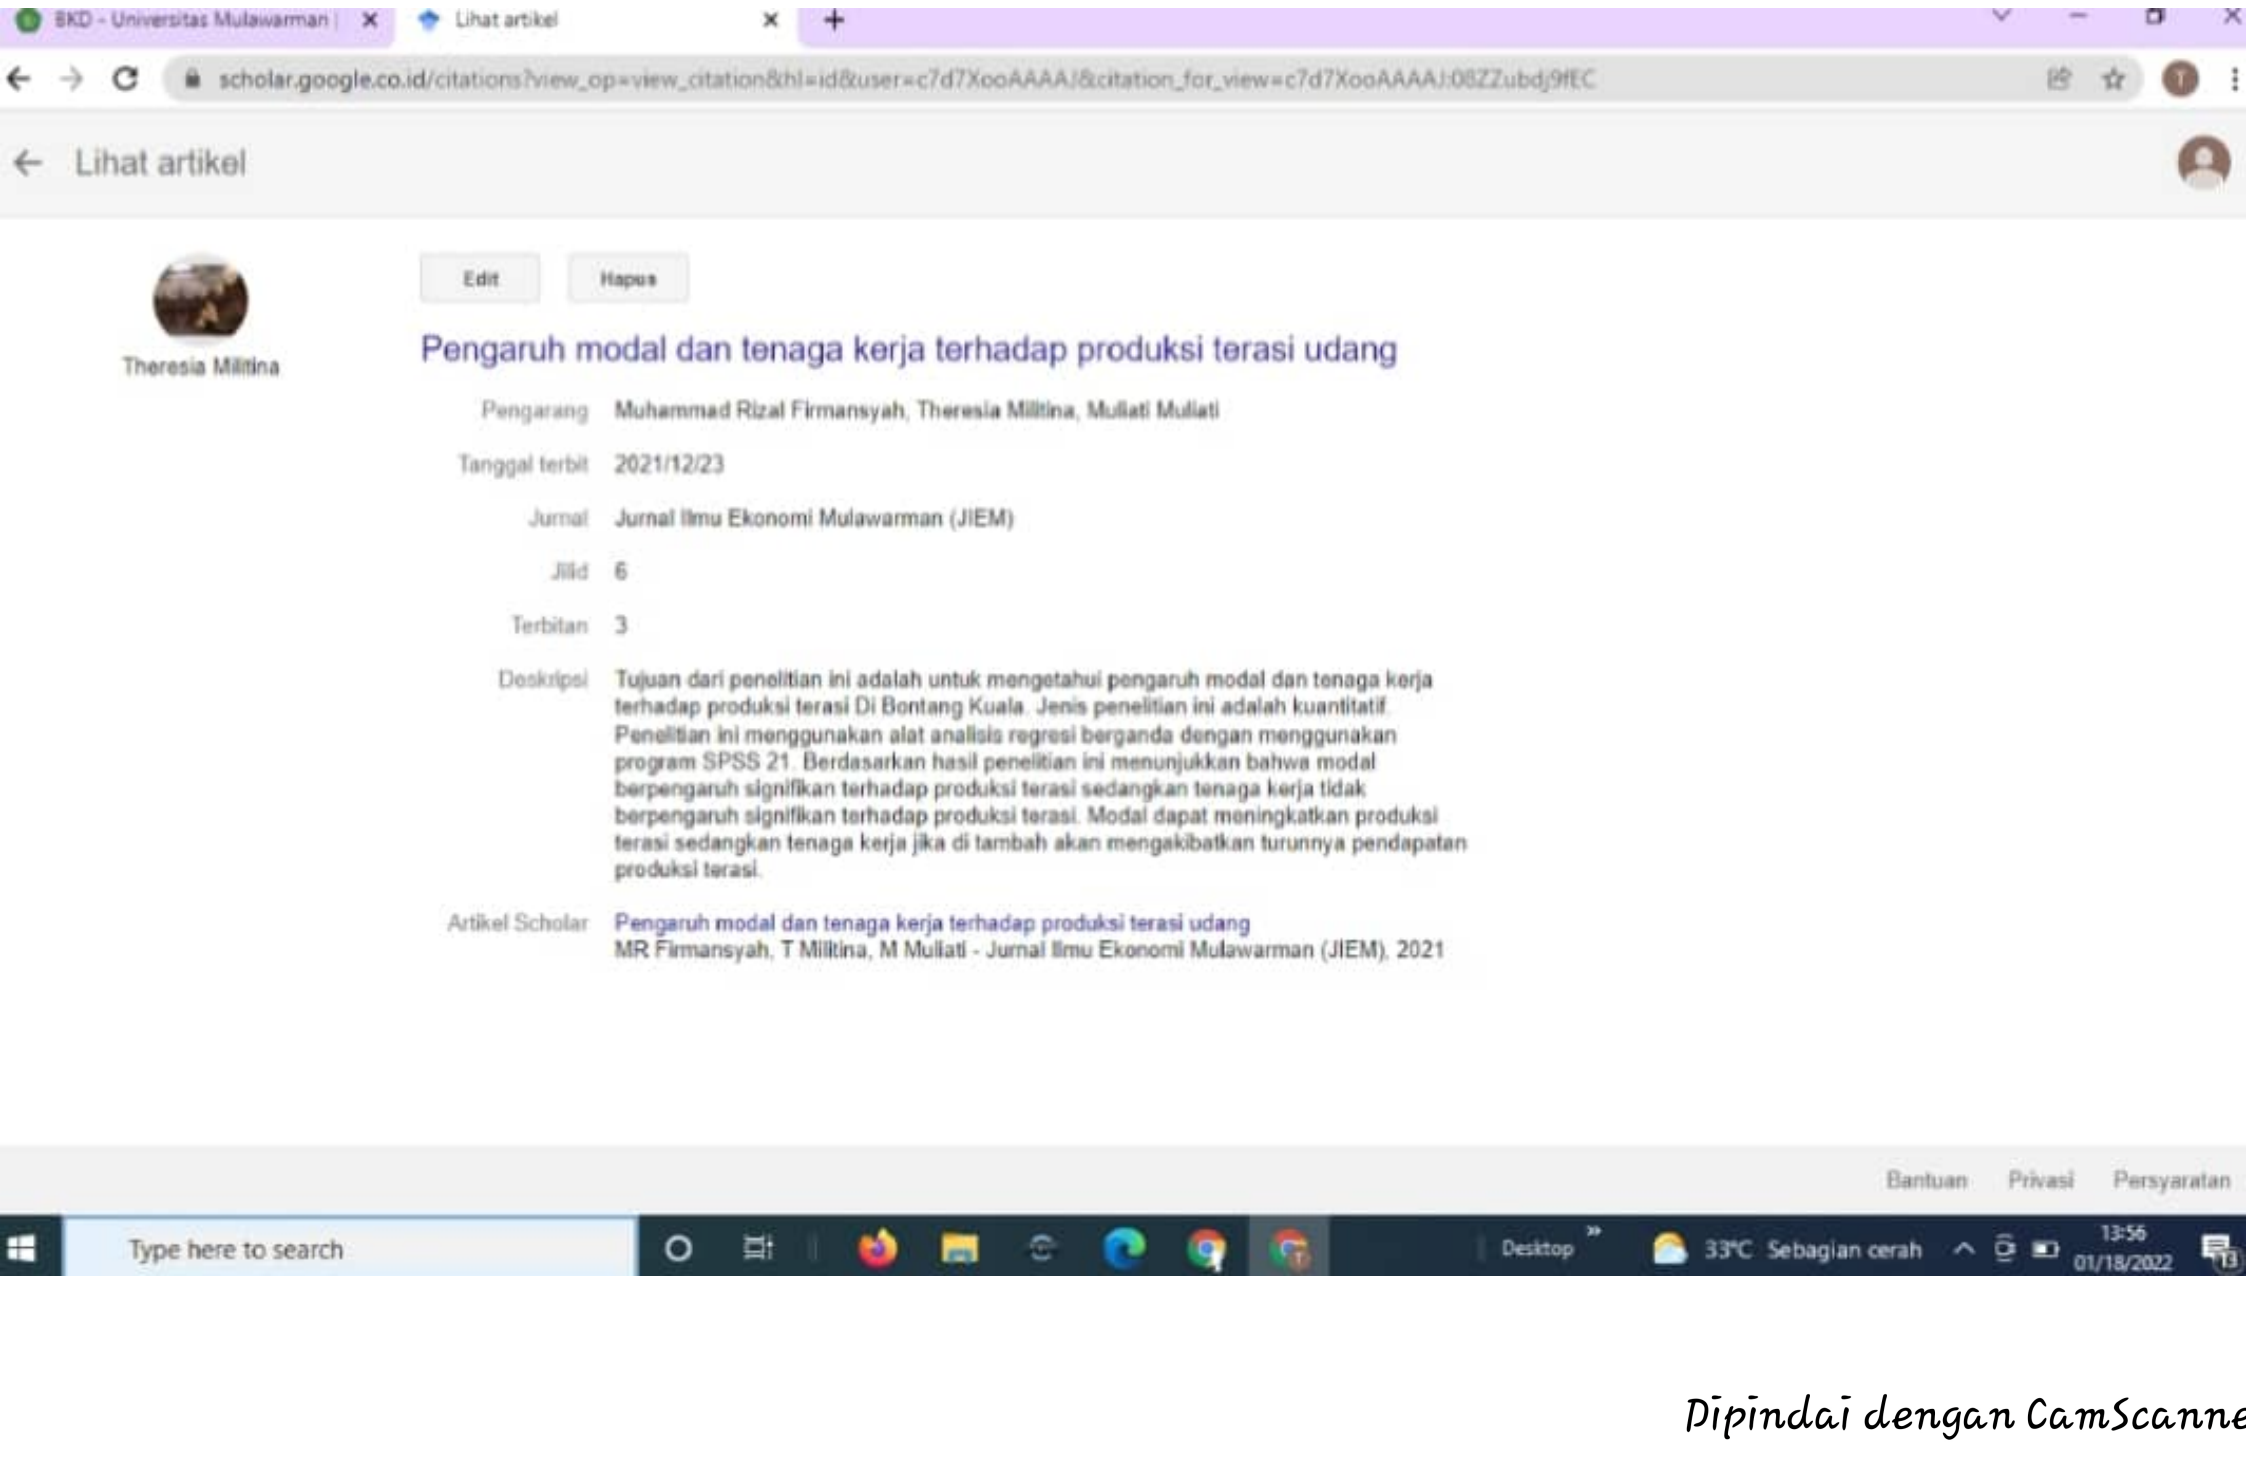 BKD - Universitas Mulawarman |
Lihat artikel
scholar.google.co.id/citations?view_op=view_citation&hl=id&user=c7d7XooAAAAJ&citation_for_view=c7d7XooAAAAJ:08ZZubdj9fEC
Lihat artikel
Theresia Militina
Edit
Hapus
Pengaruh modal dan tenaga kerja terhadap produksi terasi udang
Pengarang Muhammad Rizal Firmansyah, Theresia Militina, Muliati Muliati
Tanggal terbit 2021/12/23
Jurnal Jurnal Ilmu Ekonomi Mulawarman (JIEM)
Jilid 6
Terbitan 3
Deskripsi Tujuan dari penelitian ini adalah untuk mengetahui pengaruh modal dan tenaga kerja
terhadap produksi terasi Di Bontang Kuala. Jenis penelitian ini adalah kuantitatif.
Penelitian ini menggunakan alat analisis regresi berganda dengan menggunakan
program SPSS 21. Berdasarkan hasil penelitian ini menunjukkan bahwa modal
berpengaruh signifikan terhadap produksi terasi sedangkan tenaga kerja tidak
berpengaruh signifikan terhadap produksi terasi. Modal dapat meningkatkan produksi
terasi sedangkan tenaga kerja jika di tambah akan mengakibatkan turunnya pendapatan
produksi terasi.
Artikel Scholar Pengaruh modal dan tenaga kerja terhadap produksi terasi udang
MR Firmansyah, T Militina, M Muliati - Jurnal Ilmu Ekonomi Mulawarman (JIEM), 2021
Bantuan Privasi Persyaratan
Type here to search
Desktop
33°C Sebagian cerah
13:56
01/18/2022
13
Dipindai dengan CamScanne